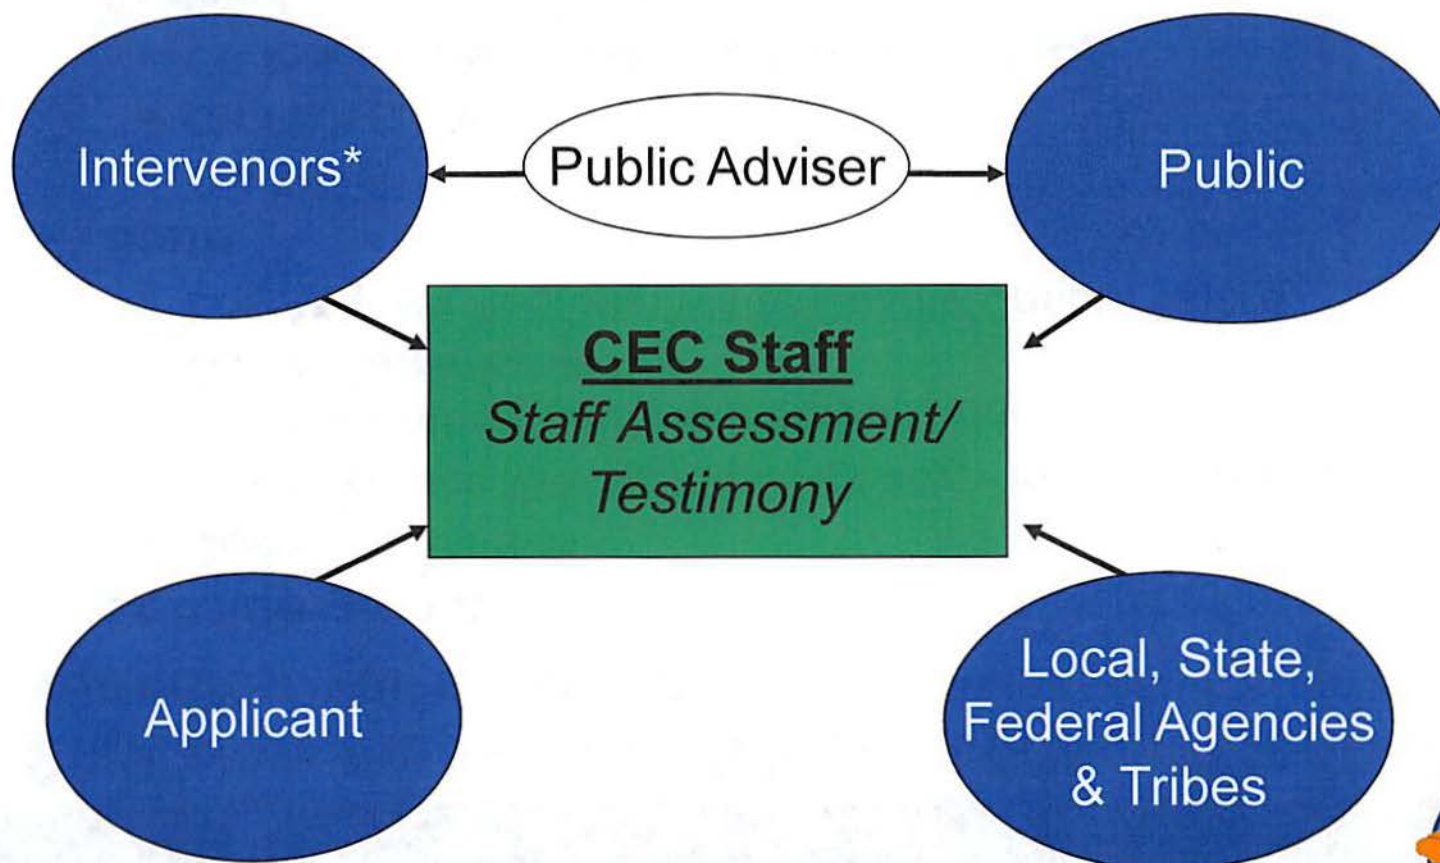 Intervenors*
Public Adviser
Public
CEC Staff
Staff Assessment/
Testimony
Applicant
Local, State,
Federal Agencies
& Tribes